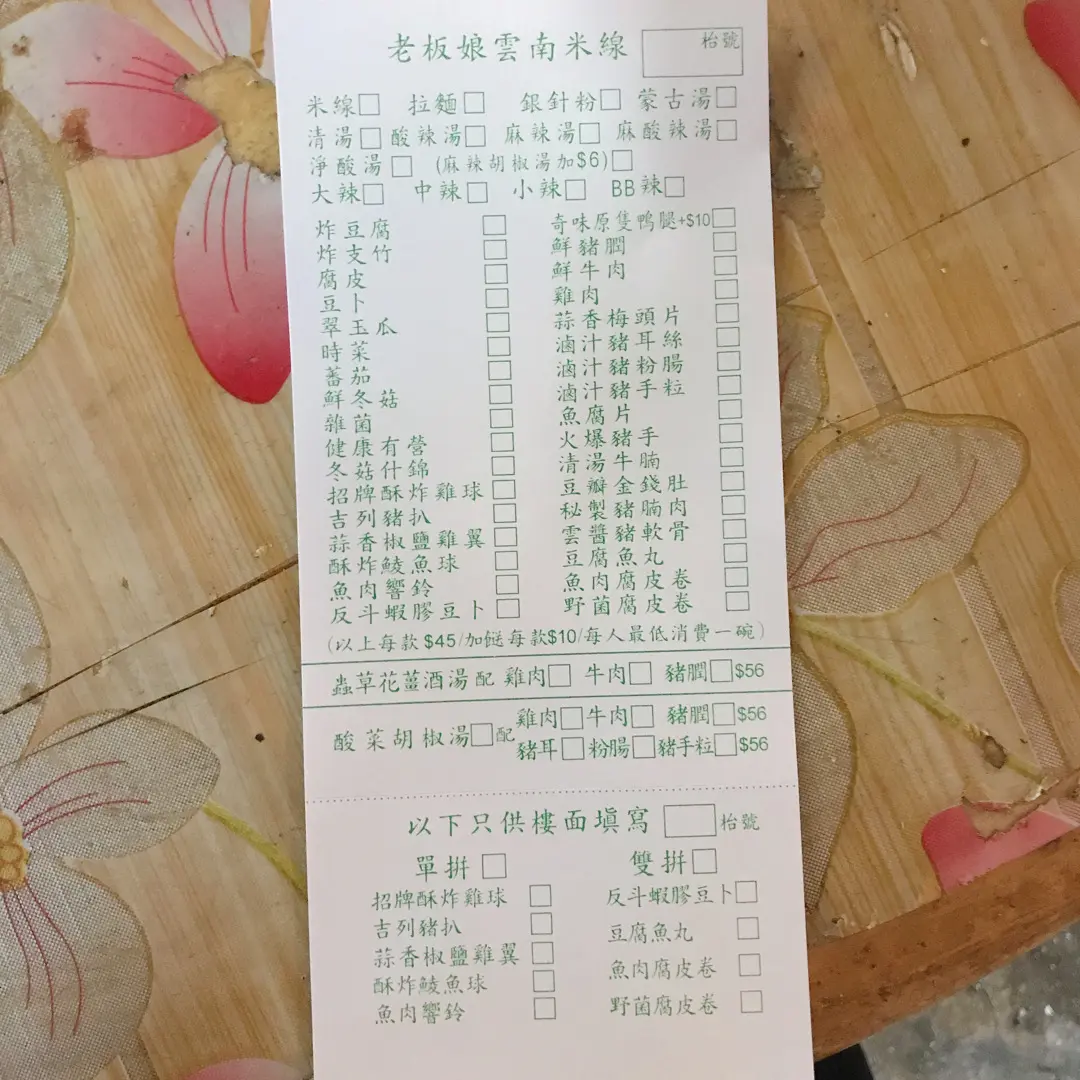 老板娘雲南米線 枱號
米線□ 拉麵□ 銀針粉□ 蒙古湯□
清湯□ 酸辣湯□ 麻辣湯□ 麻酸辣湯□
淨酸湯□ (麻辣胡椒湯加$6)□
大辣□ 中辣□ 小辣□ BB辣□
炸豆腐□
炸支竹□
腐皮□
豆卜□
翠玉瓜□
時菜□
蕃茄□
鮮冬菇□
雜菌□
健康有營□
冬菇什錦□
招牌酥炸雞球□
吉列豬扒□
蒜香椒鹽雞翼□
酥炸鯪魚球□
魚肉響鈴□
反斗蝦膠豆卜□
奇味原隻鴨腿+$10□
鮮豬膶□
鮮牛肉□
雞肉□
蒜香梅頭片□
滷汁豬耳絲□
滷汁豬粉腸□
滷汁豬手粒□
魚腐片□
火爆豬手□
清湯牛腩□
豆瓣金錢肚□
秘製豬腩肉□
雲醬豬軟骨□
豆腐魚丸□
魚肉腐皮卷□
野菌腐皮卷□
(以上每款$45/加餸每款$10/每人最低消費一碗)
蟲草花薑酒湯配 雞肉□ 牛肉□ 豬膶□$56
酸菜胡椒湯□配 雞肉□牛肉□ 豬膶□$56
豬耳□粉腸□豬手粒□$56
以下只供樓面填寫 枱號
單拼□ 雙拼□
招牌酥炸雞球□
吉列豬扒□
蒜香椒鹽雞翼□
酥炸鯪魚球□
魚肉響鈴□
反斗蝦膠豆卜□
豆腐魚丸□
魚肉腐皮卷□
野菌腐皮卷□